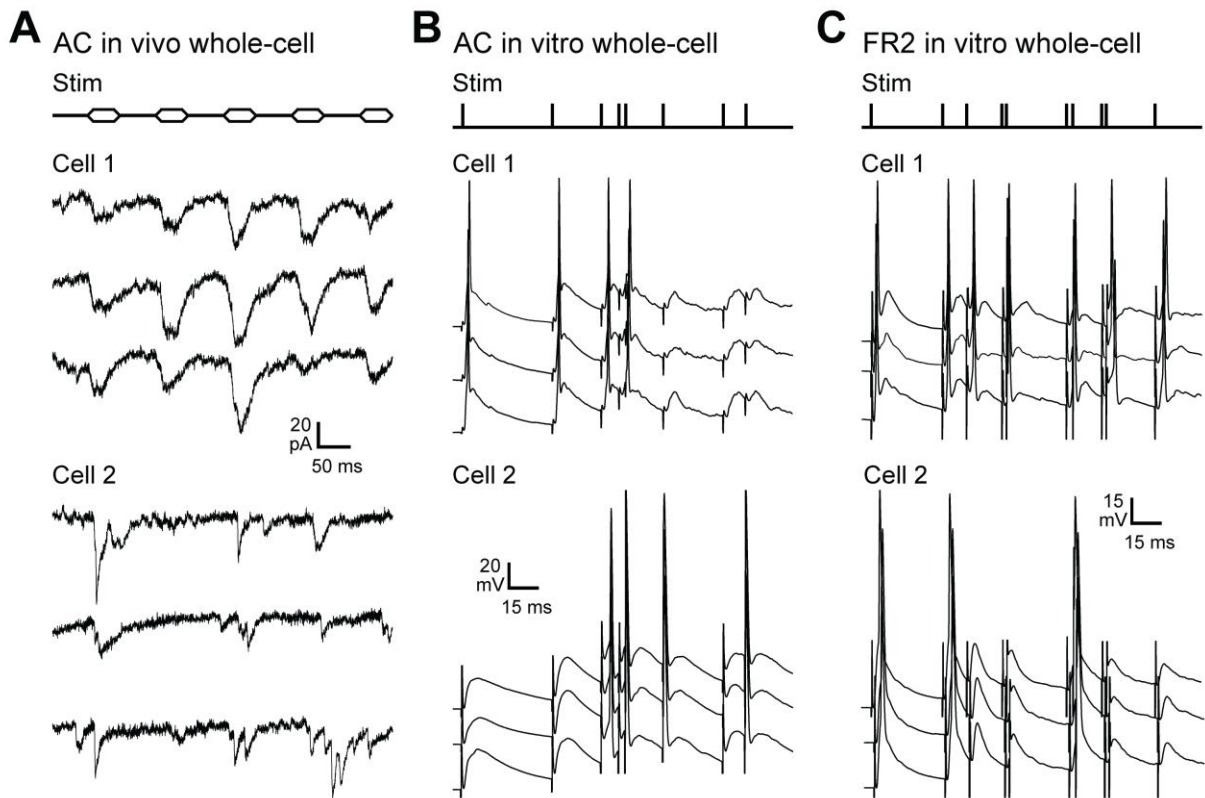 A AC in vivo whole-cell
Stim
Cell 1
20
pA
50 ms
Cell 2
B AC in vitro whole-cell
Stim
Cell 1
Cell 2
20
mV
15 ms
C FR2 in vitro whole-cell
Stim
Cell 1
Cell 2
15
mV
15 ms